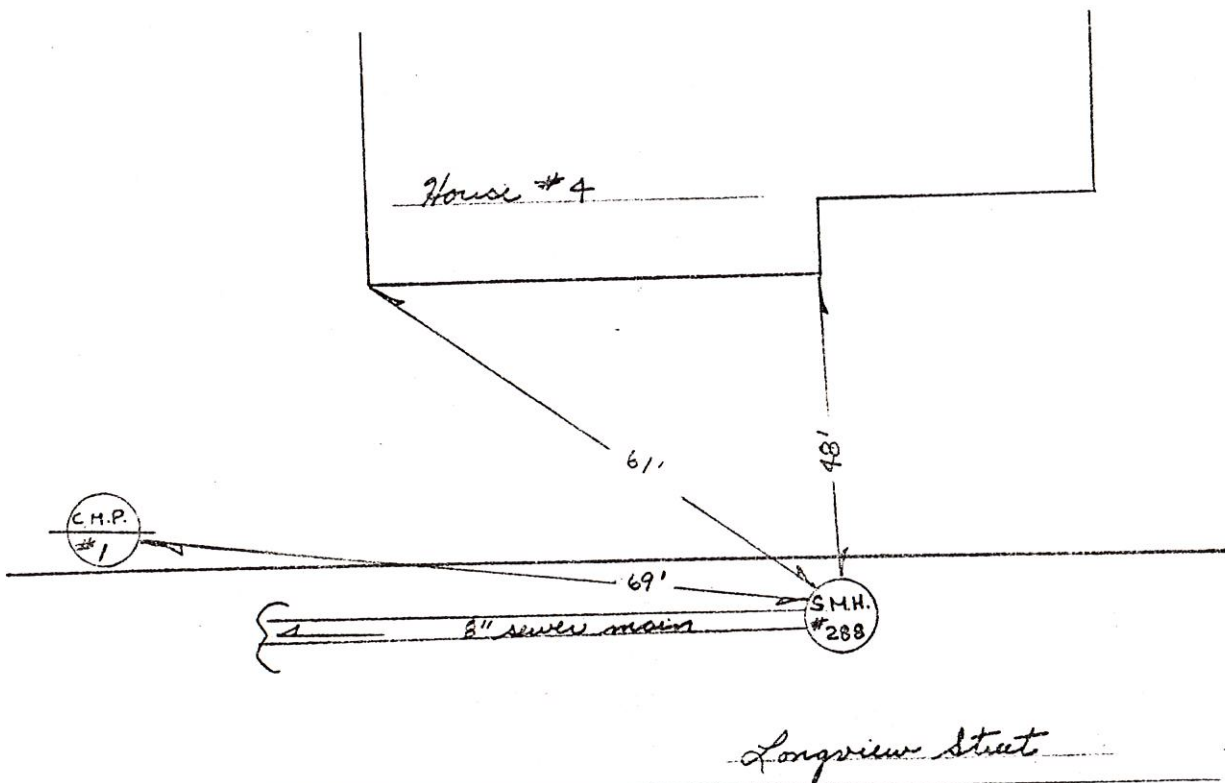 House #4
61'
48'
C.M.P.
#1
69'
S.M.H.
#288
8" sewer main
Longview Street